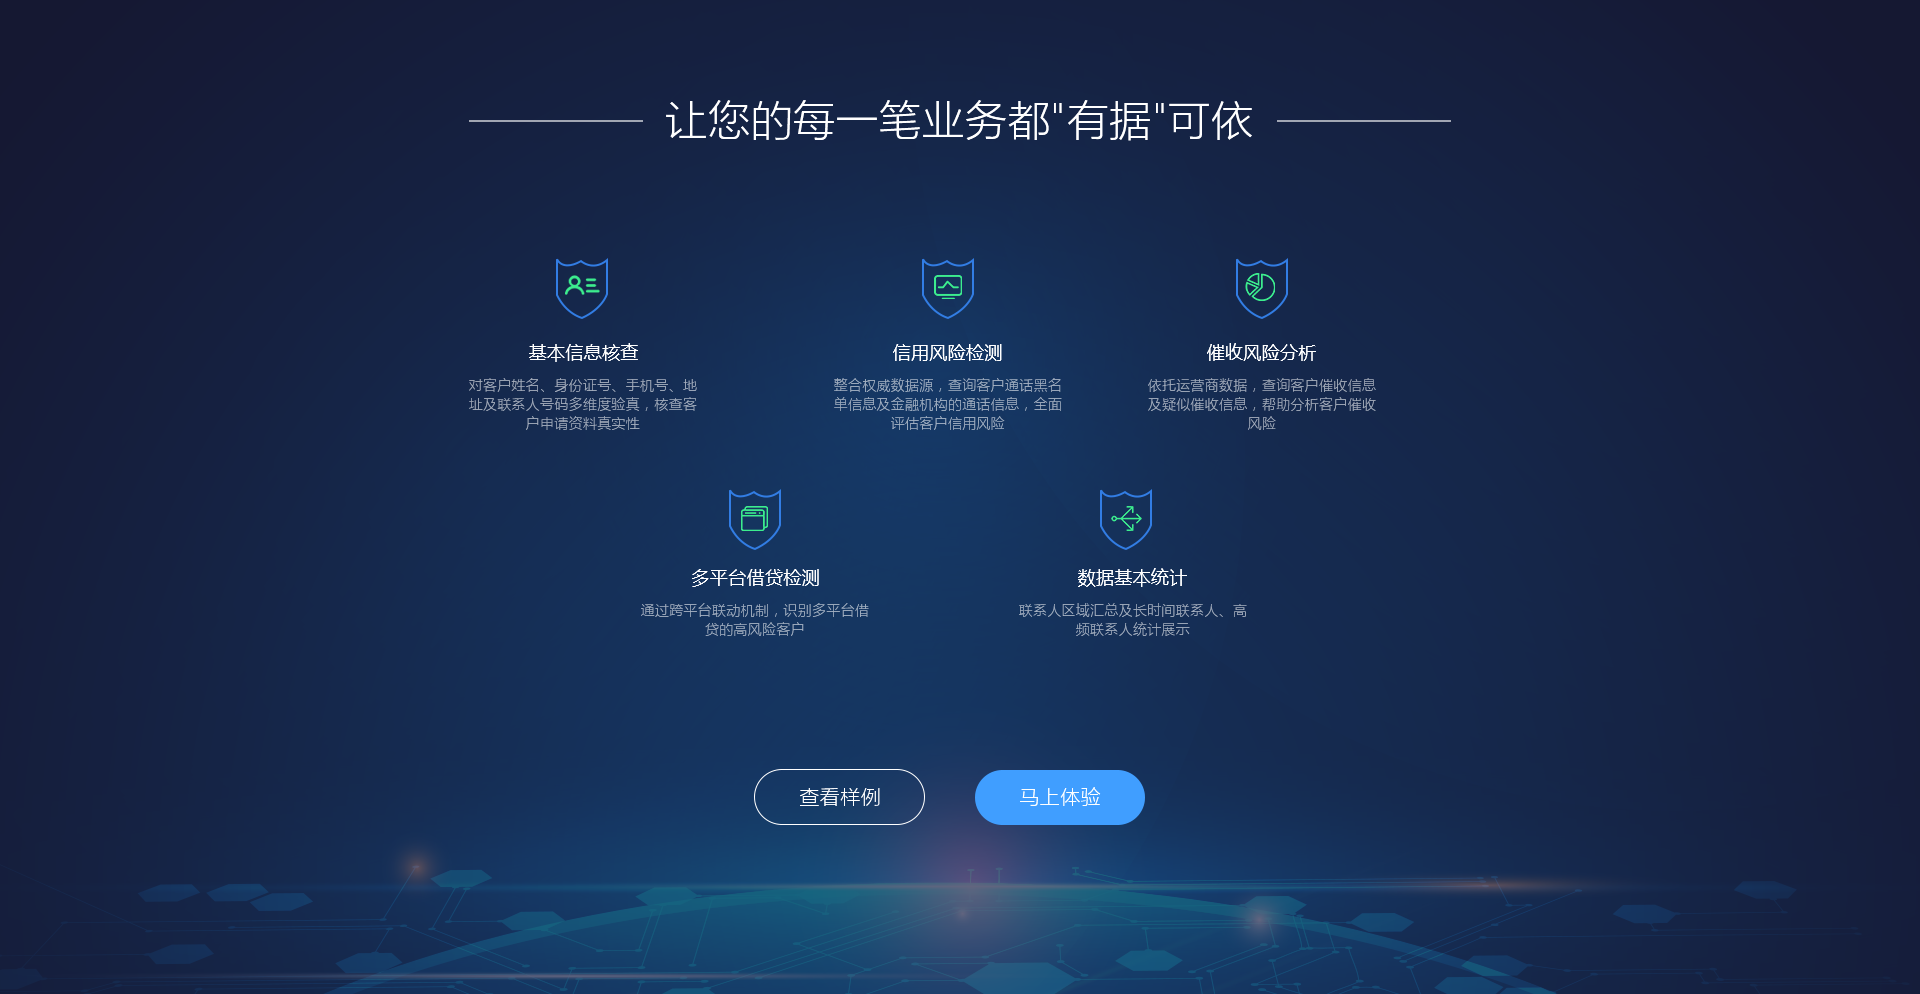 让您的每一笔业务都"有据"可依
基本信息核查
对客户姓名、身份证号、手机号、地
址及联系人号码多维度验真，核查客
户申请资料真实性
信用风险检测
整合权威数据源，查询客户通话黑名
单信息及金融机构的通话信息，全面
评估客户信用风险
催收风险分析
依托运营商数据，查询客户催收信息
及疑似催收信息，帮助分析客户催收
风险
多平台借贷检测
通过跨平台联动机制，识别多平台借
贷的高风险客户
数据基本统计
联系人区域汇总及长时间联系人、高
频联系人统计展示
查看样例
马上体验